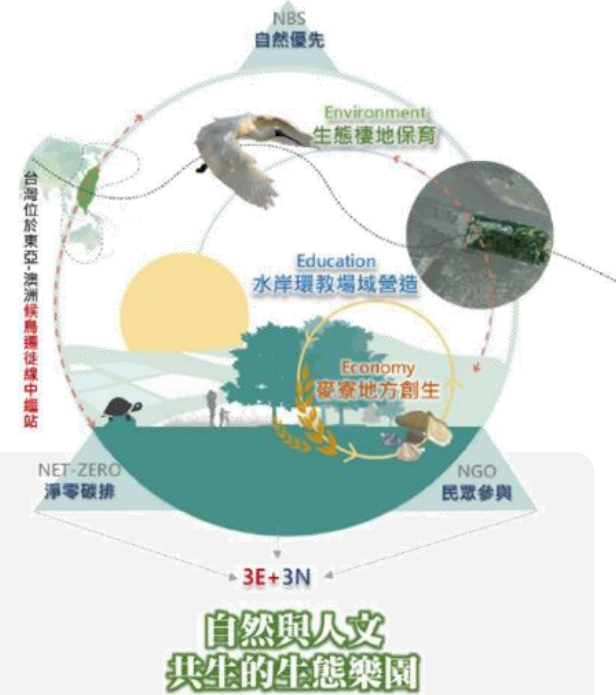 NBS
自然優先
Environment
生態棲地保育
台灣位於東亞-澳洲候鳥遷徙線中繼站
Education
水岸環教場域營造
Economy
麥寮地方創生
NET-ZERO
淨零碳排
NGO
民眾參與
3E+3N
自然與人文
共生的生態樂園